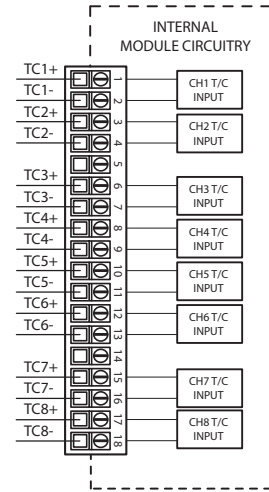 INTERNAL
MODULE CIRCUITRY
TC1+
1
CH1 T/C
INPUT
TC1-
2
TC2+
3
CH2 T/C
INPUT
TC2-
4
5
TC3+
6
CH3 T/C
INPUT
TC3-
7
TC4+
8
CH4 T/C
INPUT
TC4-
9
TC5+
10
CH5 T/C
INPUT
TC5-
11
TC6+
12
CH6 T/C
INPUT
TC6-
13
14
TC7+
15
CH7 T/C
INPUT
TC7-
16
TC8+
17
CH8 T/C
INPUT
TC8-
18